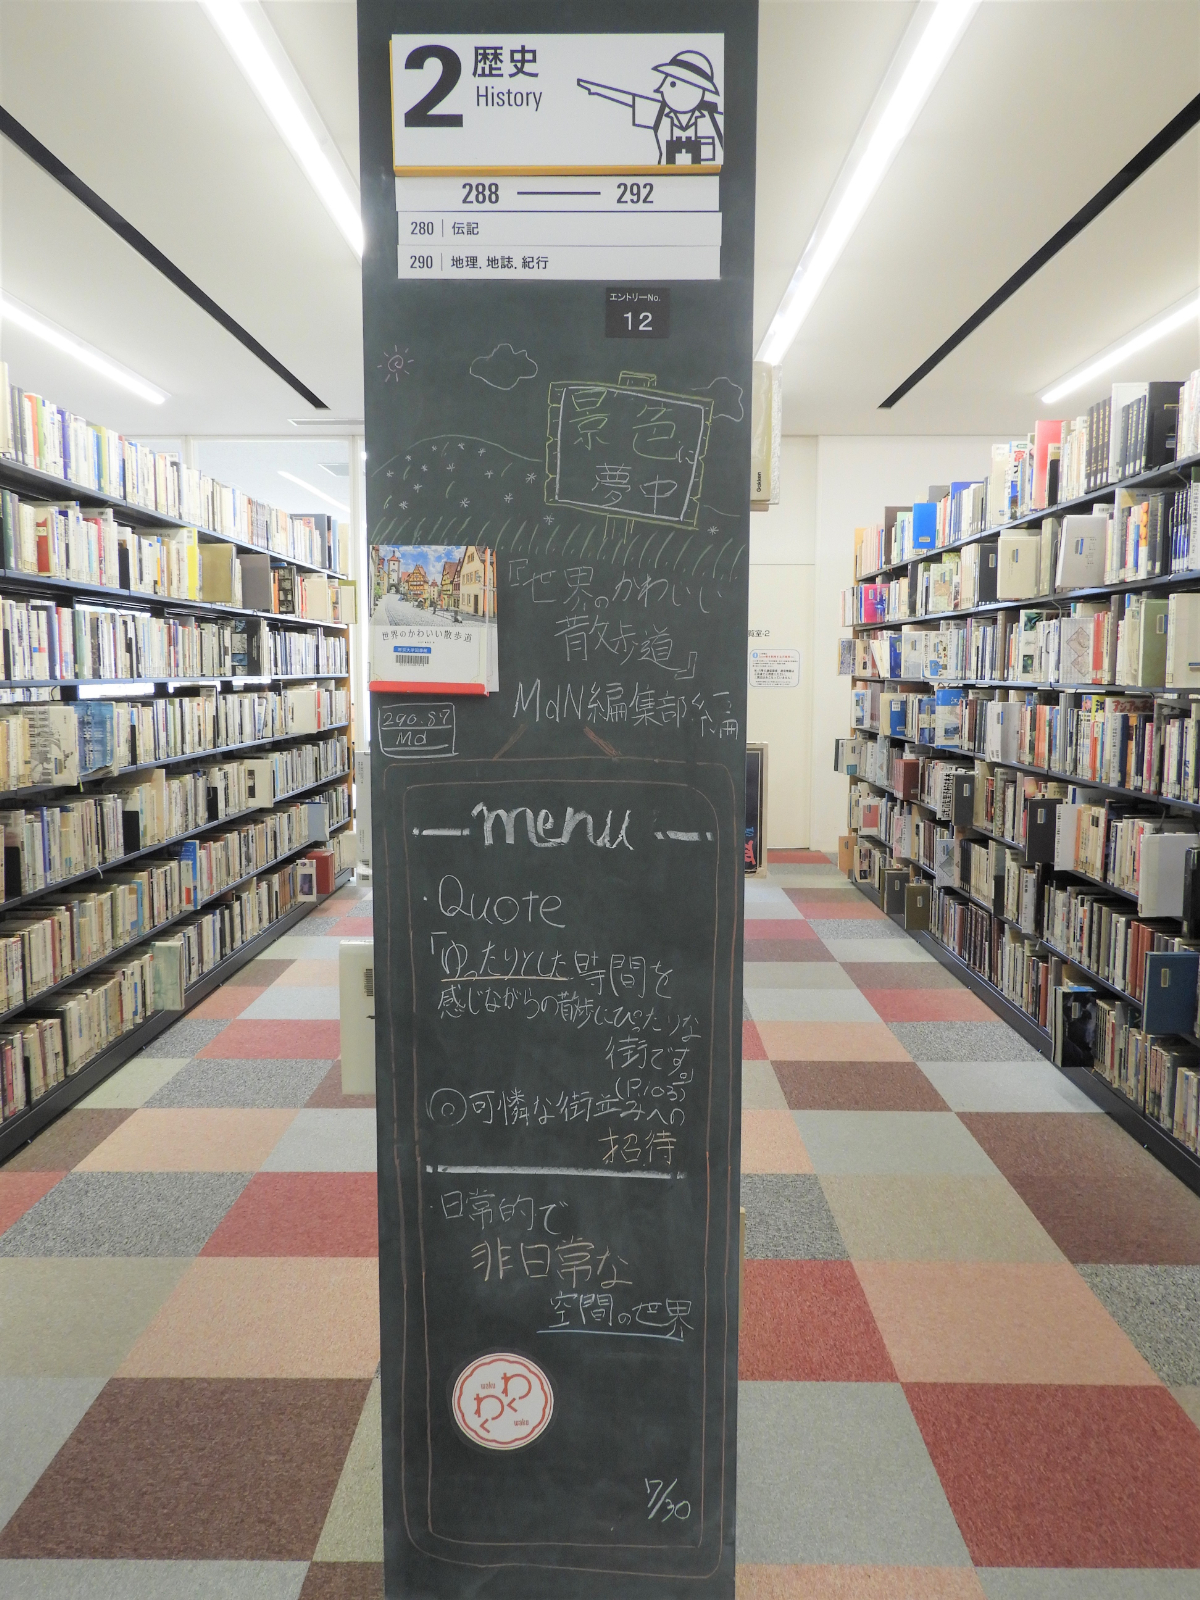 2 歴史
History
288 — 292
280 | 伝記
290 | 地理. 地誌. 紀行
エントリーNo.
12
景色に
夢中
『世界のかわいい
散歩道』
MdN編集部編
世界のかわいい散歩道
290.87
Md
menu
・Quote
「ゆったりとした時間を
感じながらの散歩にぴったりな
街です。」
(P.103)
◎可憐な街並みへの
招待
・日常的で
非日常な
空間の世界
わく
waku
わく
waku
7/30